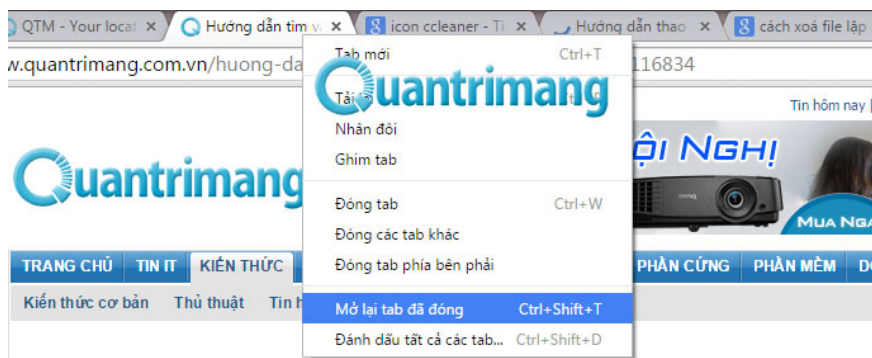 QTM - Your locat
Hướng dẫn tìm v
icon ccleaner - Ti
Hướng dẫn thao
cách xoá file lặp
w.quantrimang.com.vn/huong-da
116834
Tab mới Ctrl+T
Quantrimang
Nhân đôi
Ghim tab
Đóng tab Ctrl+W
Đóng các tab khác
Đóng tab phía bên phải
Mở lại tab đã đóng Ctrl+Shift+T
Đánh dấu tất cả các tab... Ctrl+Shift+D
Tin hôm nay |
Quantrimang
ỘI NGHỊ
BENQ
MUA NGA
TRANG CHỦ TIN IT KIẾN THỨC PHẦN CỨNG PHẦN MỀM
Kiến thức cơ bản Thủ thuật Tin h